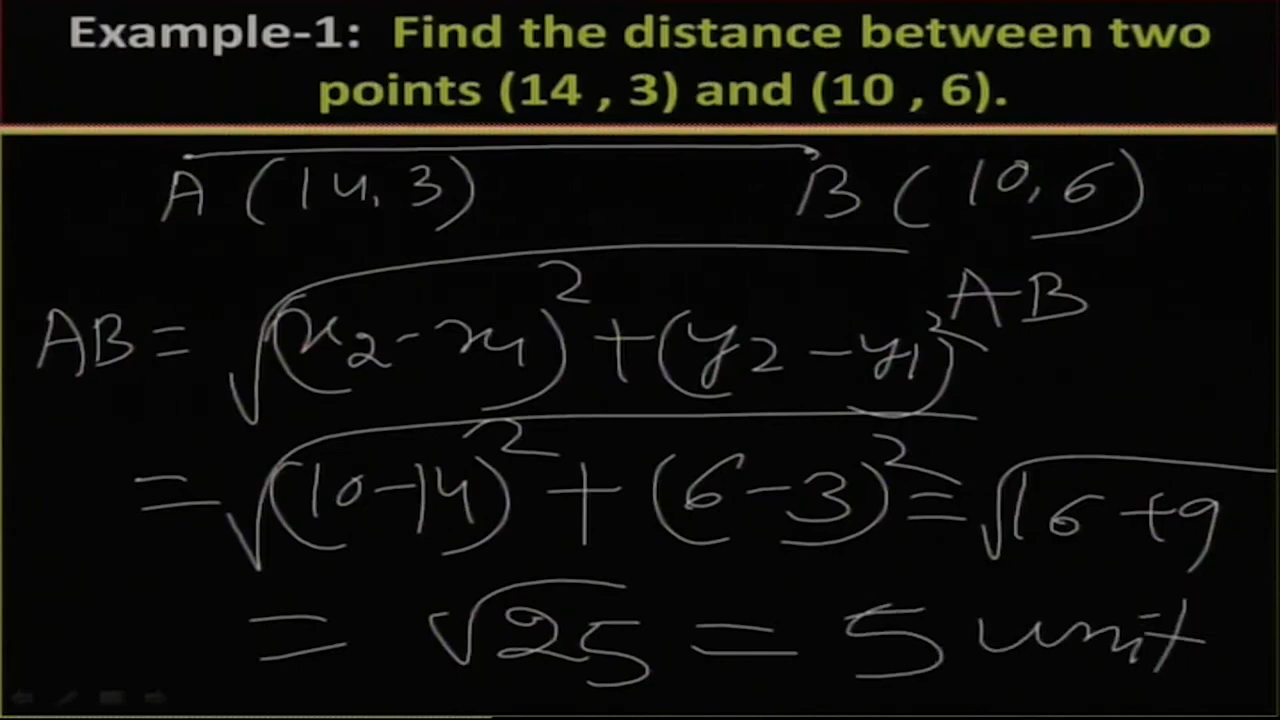 Example-1: Find the distance between two
points (14 , 3) and (10 , 6).
A (14, 3) B (10, 6)
AB
AB = √(x₂-x₁)² + (y₂-y₁)²
= √(10-14)² + (6-3)² = √16+9
= √25 = 5 unit